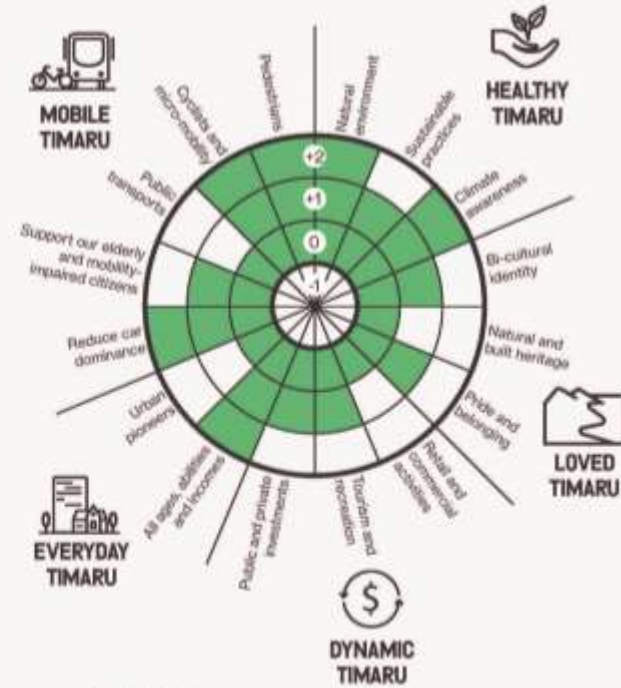 MOBILE
TIMARU
HEALTHY
TIMARU
Pedestrians
Natural
environment
Cyclists and
micro-mobility
Sustainable
practices
Public
transports
Climate
awareness
Support our elderly
and mobility-
impaired citizens
Bi-cultural
identity
Reduce car
dominance
Natural and
built heritage
Urban
pioneers
Pride and
belonging
All ages, abilities
and incomes
Retail and
commercial
activities
Public and private
investments
Tourism and
recreation
+2
+1
0
-1
LOVED
TIMARU
EVERYDAY
TIMARU
$
DYNAMIC
TIMARU